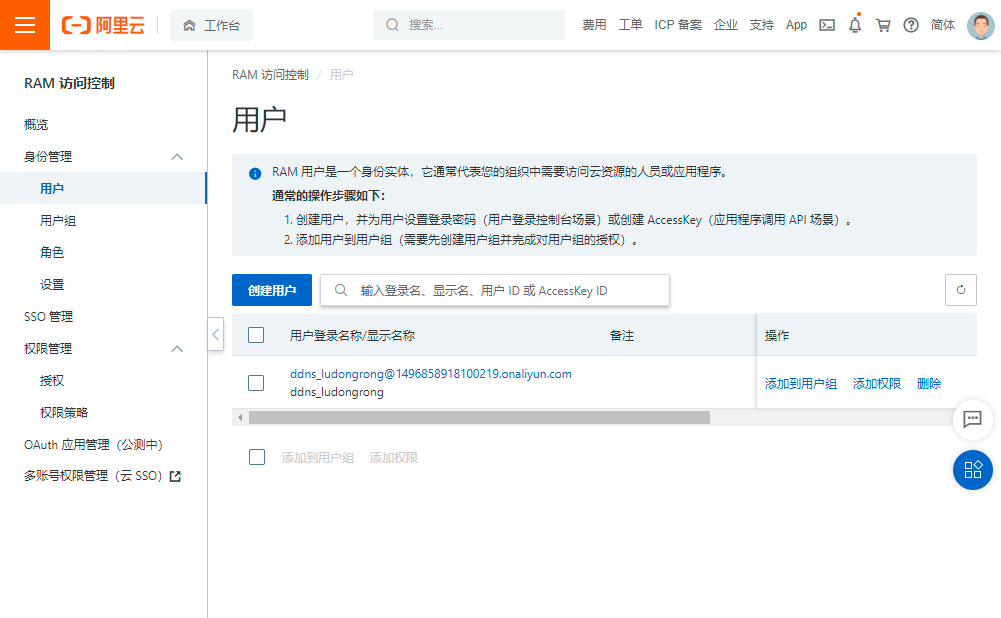 阿里云
工作台
搜索...
费用 工单 ICP 备案 企业 支持 App 简体
RAM 访问控制
概览
身份管理
用户
用户组
角色
设置
SSO 管理
权限管理
授权
权限策略
OAuth 应用管理（公测中）
多账号权限管理（云 SSO）
RAM 访问控制 / 用户
用户
RAM 用户是一个身份实体，它通常代表您的组织中需要访问云资源的人员或应用程序。
通常的操作步骤如下：
1. 创建用户，并为用户设置登录密码（用户登录控制台场景）或创建 AccessKey（应用程序调用 API 场景）。
2. 添加用户到用户组（需要先创建用户组并完成对用户组的授权）。
创建用户
输入登录名、显示名、用户 ID 或 AccessKey ID
用户登录名称/显示名称 备注 操作
ddns_ludongrong@1496858918100219.onaliyun.com
ddns_ludongrong
添加到用户组 添加权限 删除
添加到用户组 添加权限